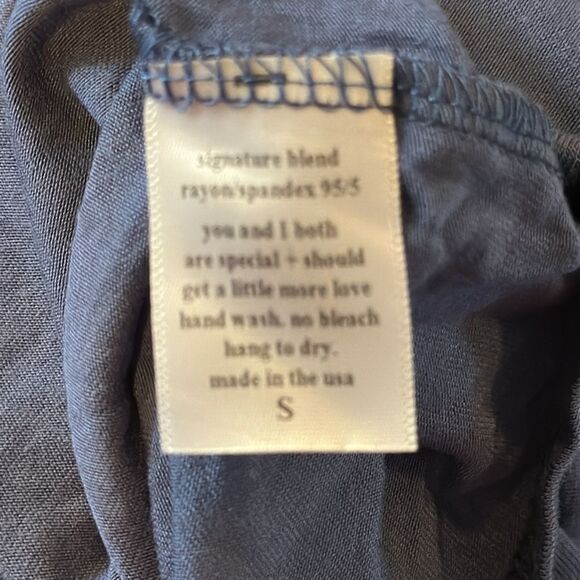 signature blend
rayon/spandex 95/5
you and I both
are special + should
get a little more love
hand wash. no bleach
hang to dry.
made in the usa
S